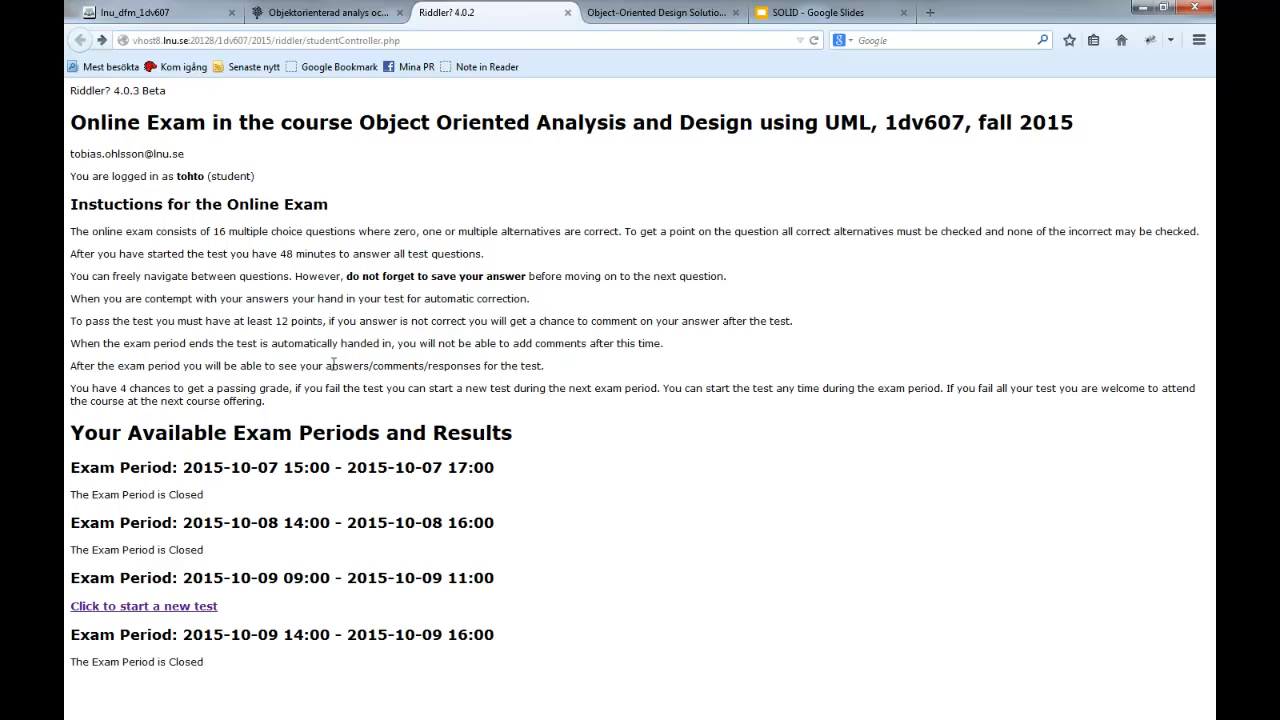 lnu_dfm_1dv607
Objektorienterad analys oc...
Riddler? 4.0.2
Object-Oriented Design Solutio...
SOLID - Google Slides
vhost8.lnu.se:20128/1dv607/2015/riddler/studentController.php
Google
Mest besökta
Kom igång
Senaste nytt
Google Bookmark
Mina PR
Note in Reader
Riddler? 4.0.3 Beta
Online Exam in the course Object Oriented Analysis and Design using UML, 1dv607, fall 2015
tobias.ohlsson@lnu.se
You are logged in as tohto (student)
Instuctions for the Online Exam
The online exam consists of 16 multiple choice questions where zero, one or multiple alternatives are correct. To get a point on the question all correct alternatives must be checked and none of the incorrect may be checked.
After you have started the test you have 48 minutes to answer all test questions.
You can freely navigate between questions. However, do not forget to save your answer before moving on to the next question.
When you are contempt with your answers your hand in your test for automatic correction.
To pass the test you must have at least 12 points, if you answer is not correct you will get a chance to comment on your answer after the test.
When the exam period ends the test is automatically handed in, you will not be able to add comments after this time.
After the exam period you will be able to see your answers/comments/responses for the test.
You have 4 chances to get a passing grade, if you fail the test you can start a new test during the next exam period. You can start the test any time during the exam period. If you fail all your test you are welcome to attend
the course at the next course offering.
Your Available Exam Periods and Results
Exam Period: 2015-10-07 15:00 - 2015-10-07 17:00
The Exam Period is Closed
Exam Period: 2015-10-08 14:00 - 2015-10-08 16:00
The Exam Period is Closed
Exam Period: 2015-10-09 09:00 - 2015-10-09 11:00
Click to start a new test
Exam Period: 2015-10-09 14:00 - 2015-10-09 16:00
The Exam Period is Closed